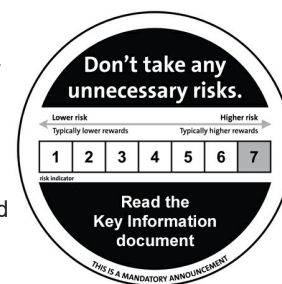 Don't take any
unnecessary risks.
Lower risk Higher risk
Typically lower rewards Typically higher rewards
1 2 3 4 5 6 7
risk indicator
Read the
Key Information
document
THIS IS A MANDATORY ANNOUNCEMENT